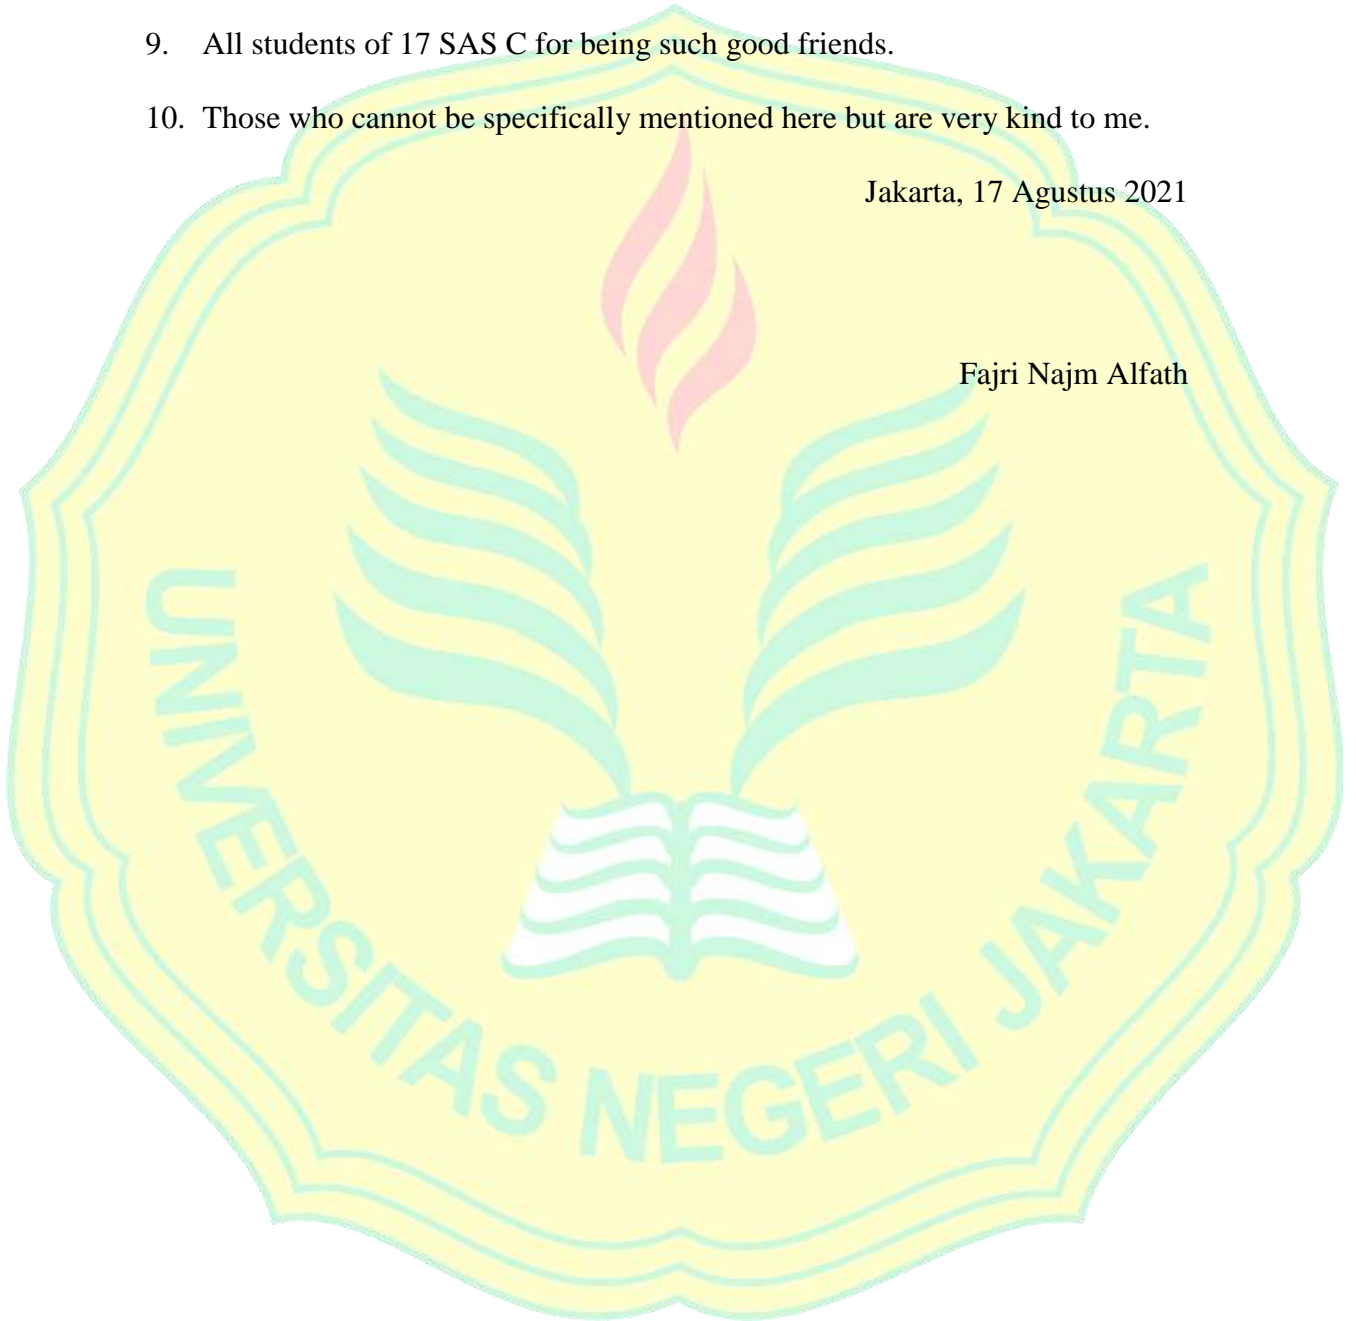 9. All students of 17 SAS C for being such good friends.
10. Those who cannot be specifically mentioned here but are very kind to me.
Jakarta, 17 Agustus 2021
Fajri Najm Alfath
UNIVERSITAS NEGERI JAKARTA